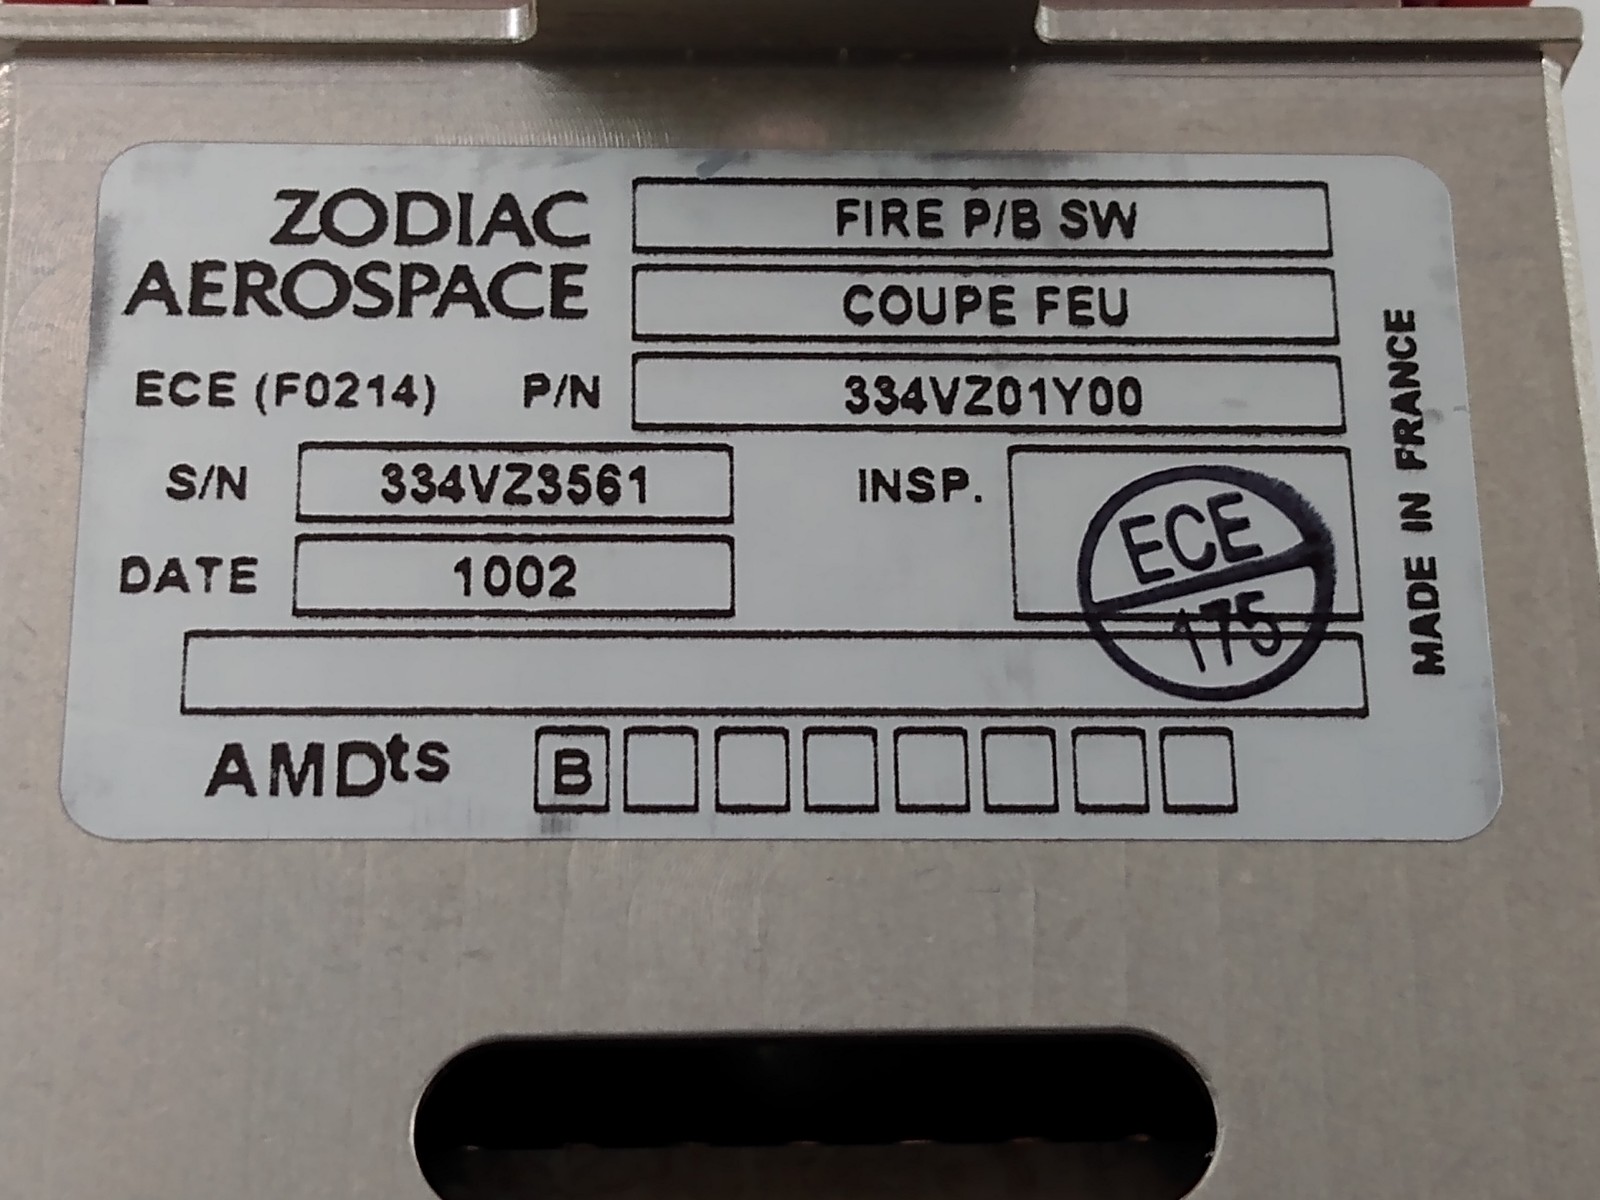 ZODIAC
AEROSPACE
FIRE P/B SW
COUPE FEU
ECE (F0214) P/N 334VZ01Y00
S/N 334VZ3561 INSP.
ECE
175
DATE 1002
AMDts B
MADE IN FRANCE